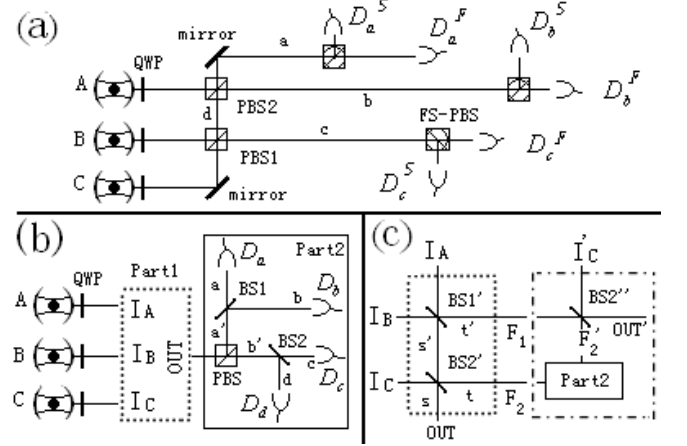 (a)
mirror
a
D_a^S
D_a^F
D_b^S
QWP
A
PBS2
b
D_b^F
d
B
PBS1
c
FS-PBS
D_c^F
C
mirror
D_c^S
(b)
Part1
QWP
A
I_A
B
I_B
OUT
C
I_C
D_a
Part2
a
BS1
b
D_b
a'
PBS
b'
BS2
c
D_c
d
D_d
(c)
I_A
I'_C
I_B
BS1'
t'
F_1
BS2''
OUT'
s'
F_2'
I_C
BS2'
s
t
F_2
Part2
OUT